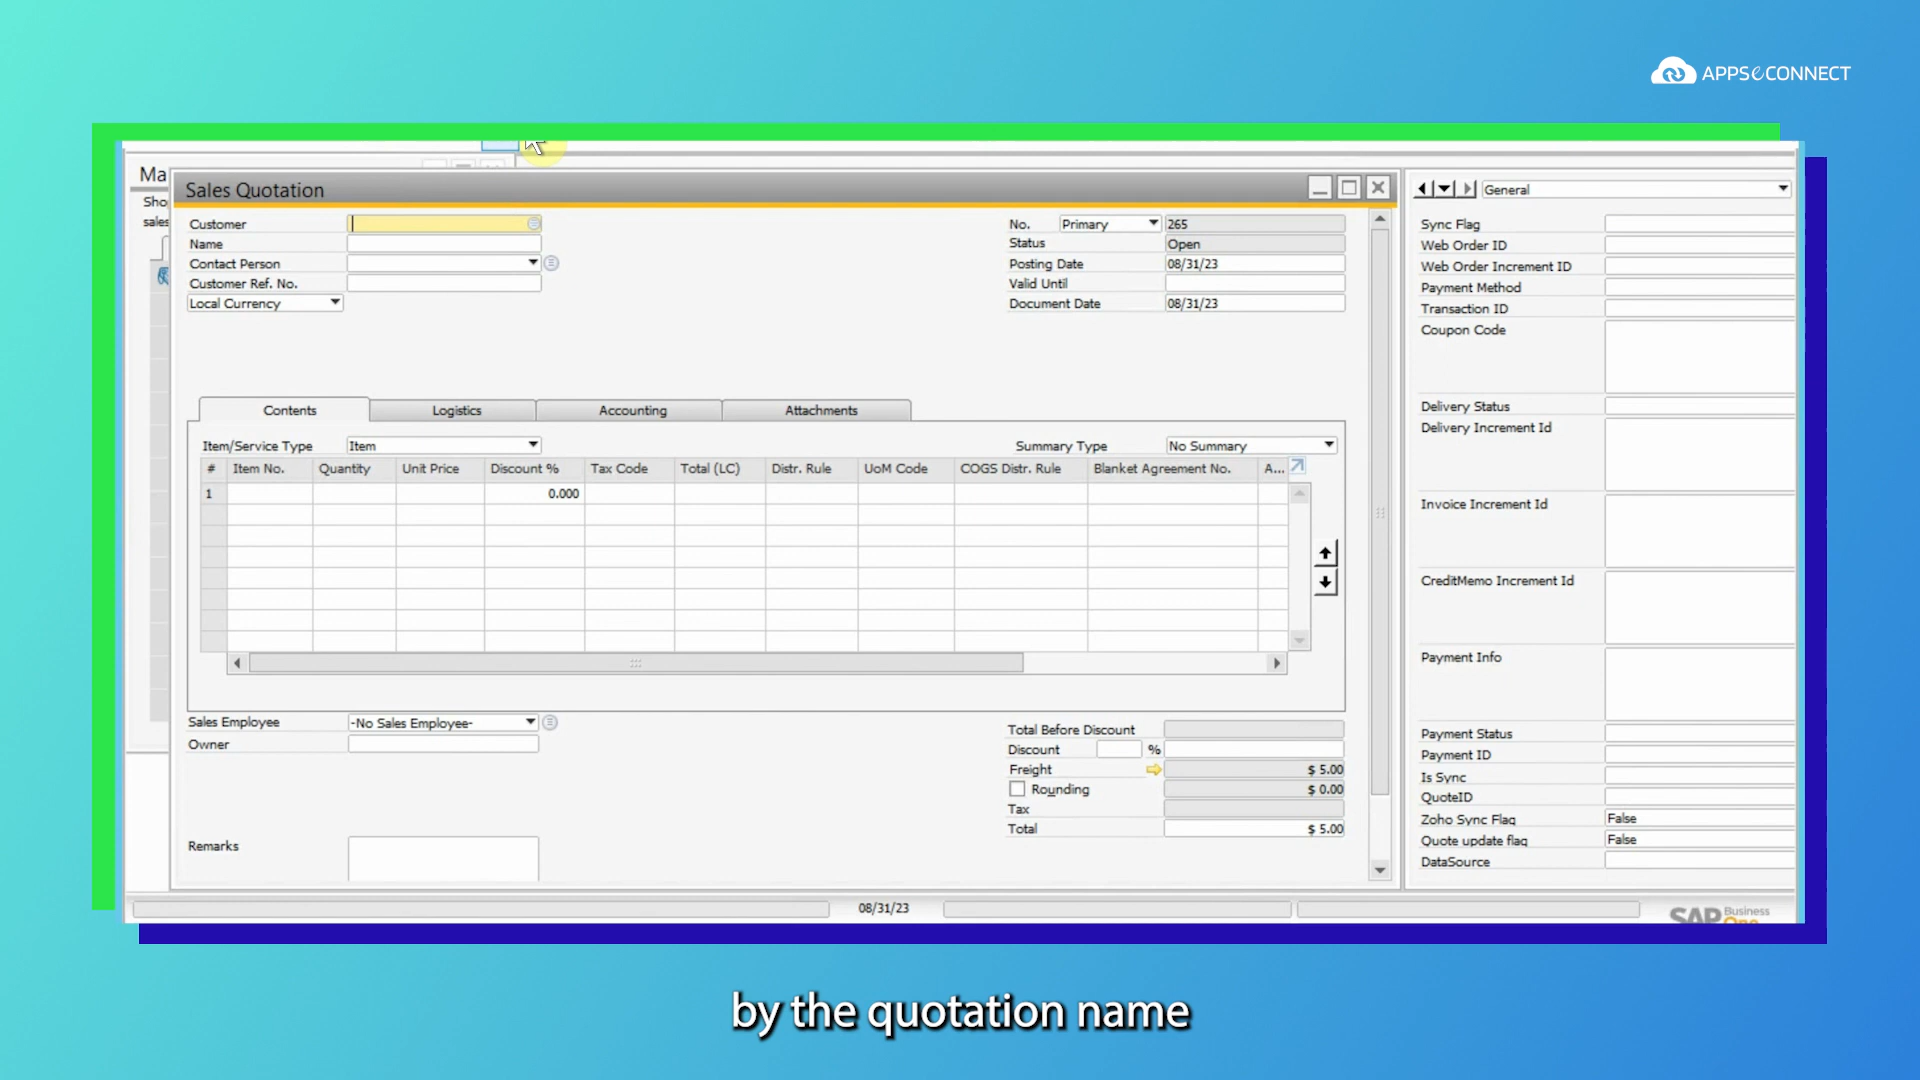 APPSeCONNECT
Ma
Sho
sales
Sales Quotation
Customer
Name
Contact Person
Customer Ref. No.
Local Currency
No. Primary 265
Status Open
Posting Date 08/31/23
Valid Until
Document Date 08/31/23
Contents Logistics Accounting Attachments
Item/Service Type Item Summary Type No Summary
# Item No. Quantity Unit Price Discount % Tax Code Total (LC) Distr. Rule UoM Code COGS Distr. Rule Blanket Agreement No. A...
1 0.000
Sales Employee -No Sales Employee-
Owner
Remarks
Total Before Discount
Discount %
Freight $ 5.00
Rounding $ 0.00
Tax
Total $ 5.00
General
Sync Flag
Web Order ID
Web Order Increment ID
Payment Method
Transaction ID
Coupon Code
Delivery Status
Delivery Increment Id
Invoice Increment Id
CreditMemo Increment Id
Payment Info
Payment Status
Payment ID
Is Sync
QuoteID
Zoho Sync Flag False
Quote update flag False
DataSource
08/31/23
SAP Business One
by the quotation name